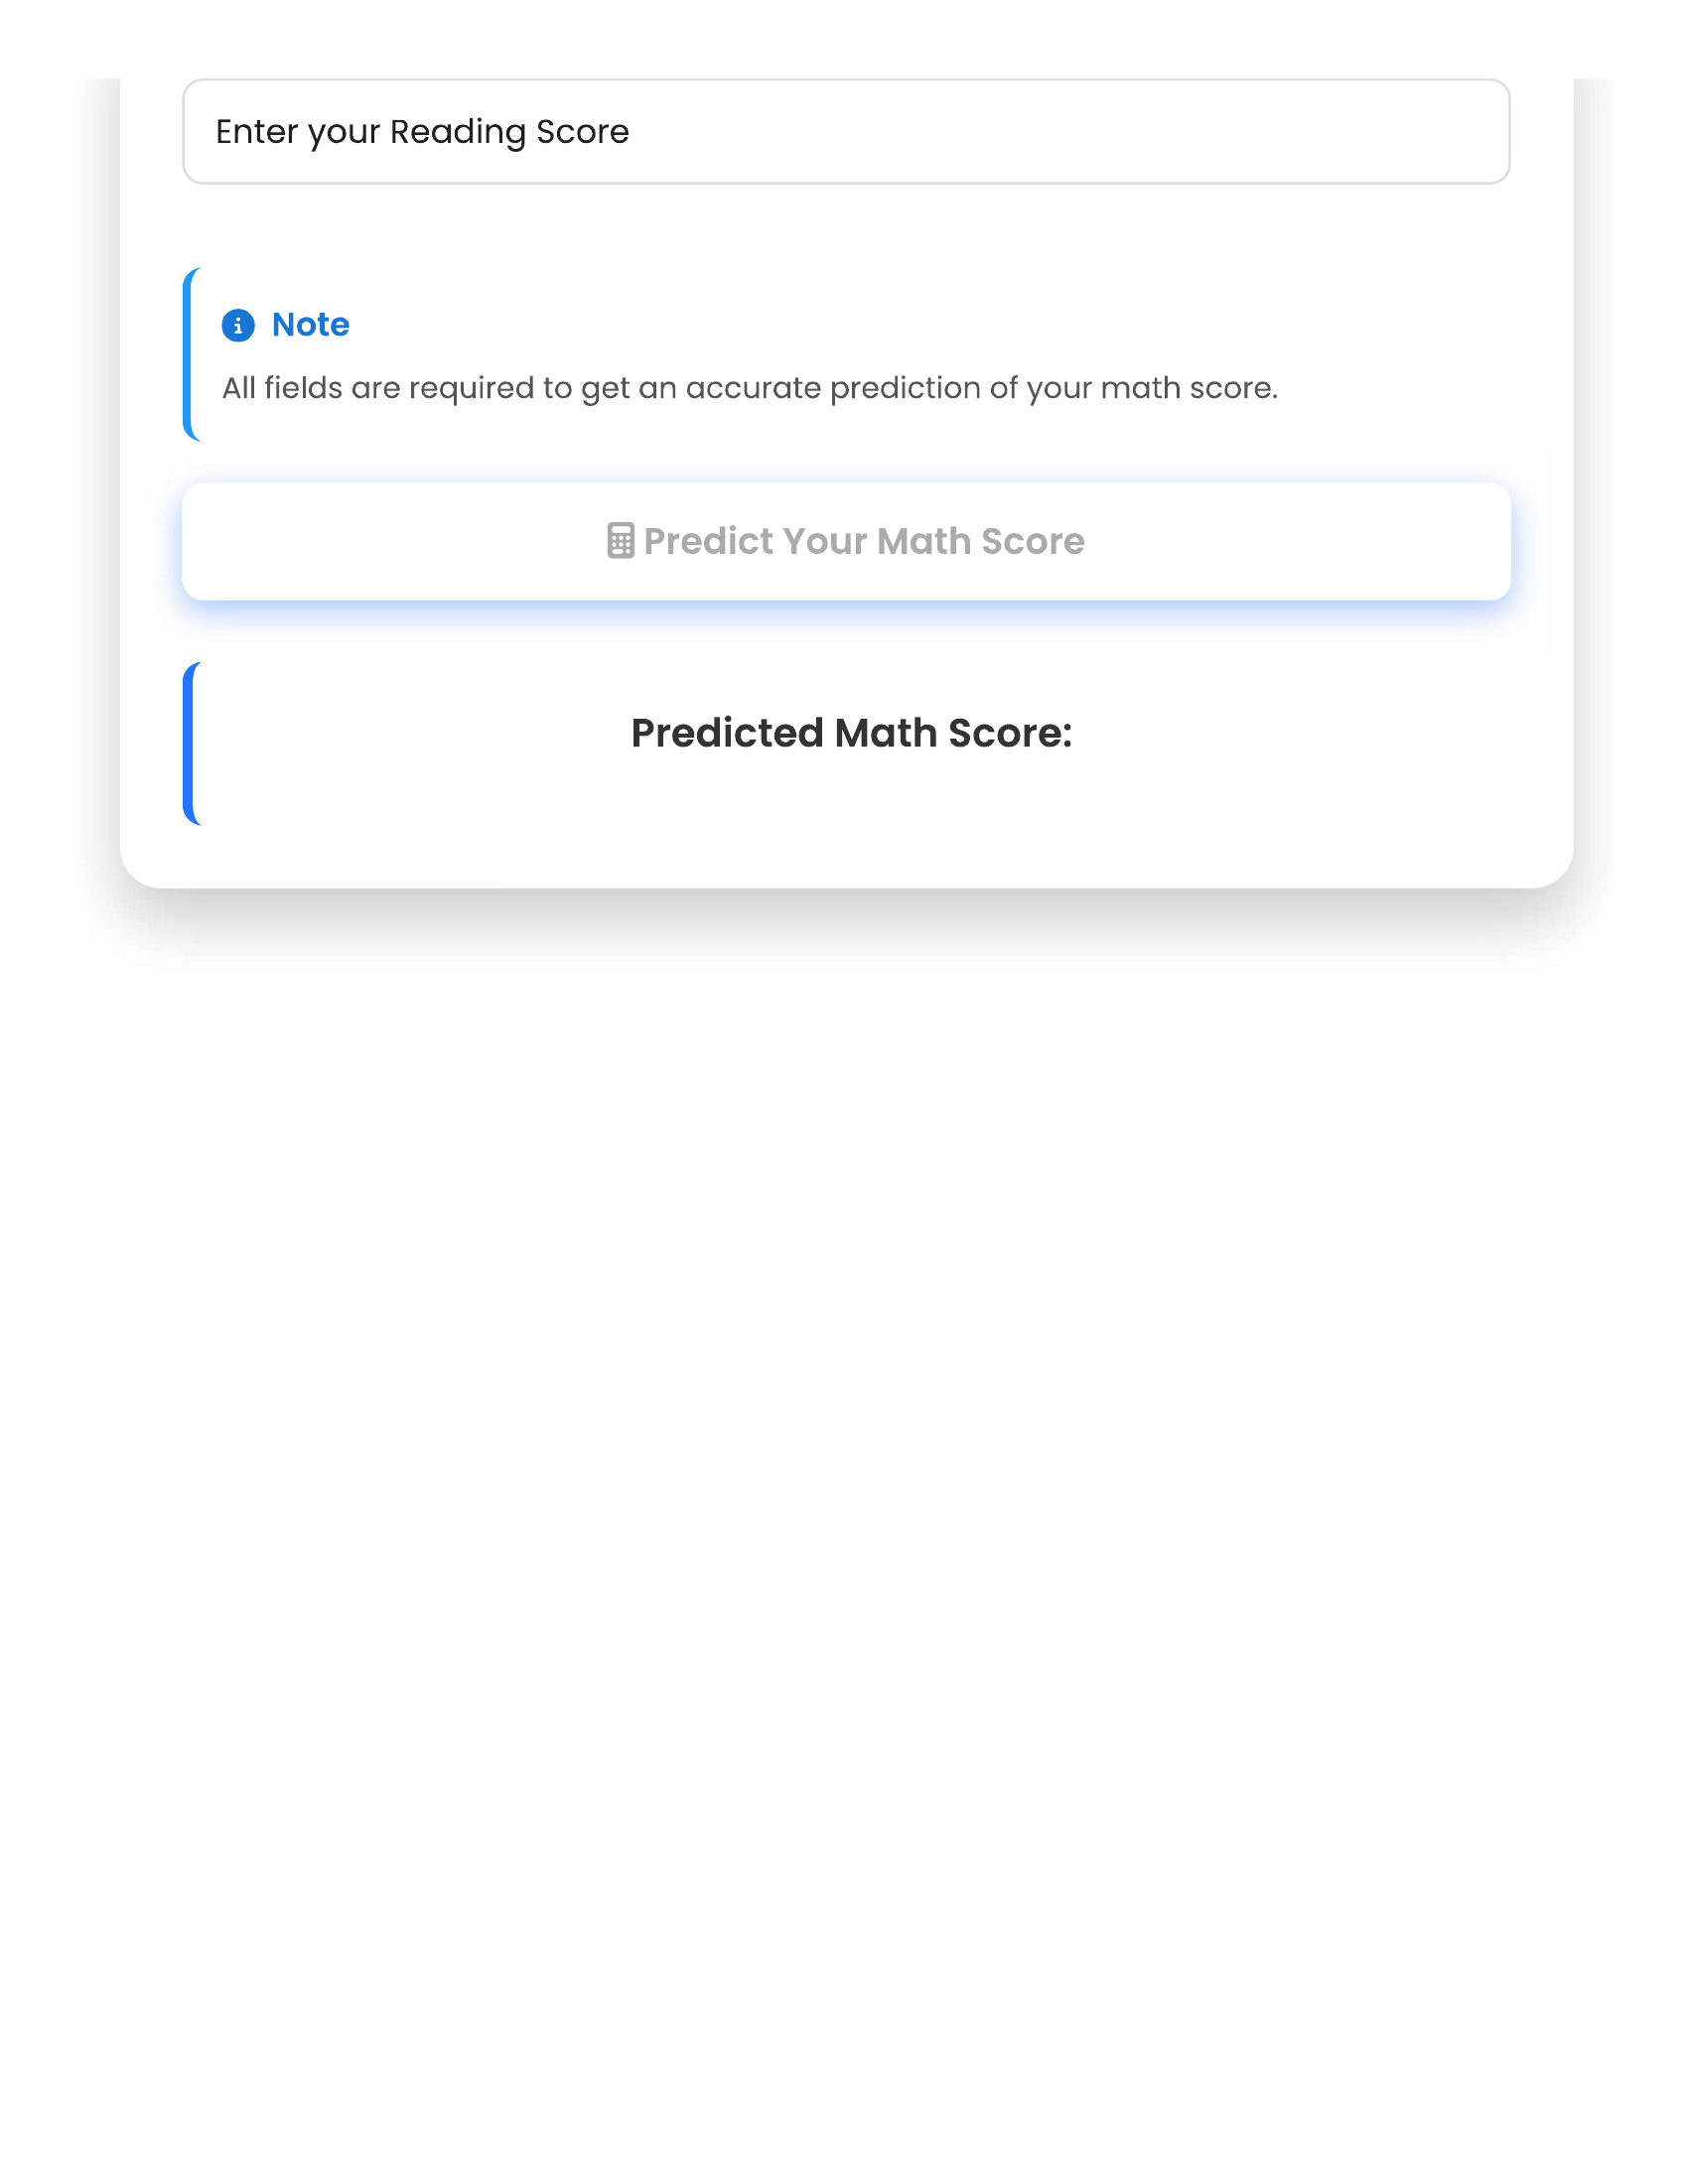 Enter your Reading Score
Note
All fields are required to get an accurate prediction of your math score.
Predict Your Math Score
Predicted Math Score: